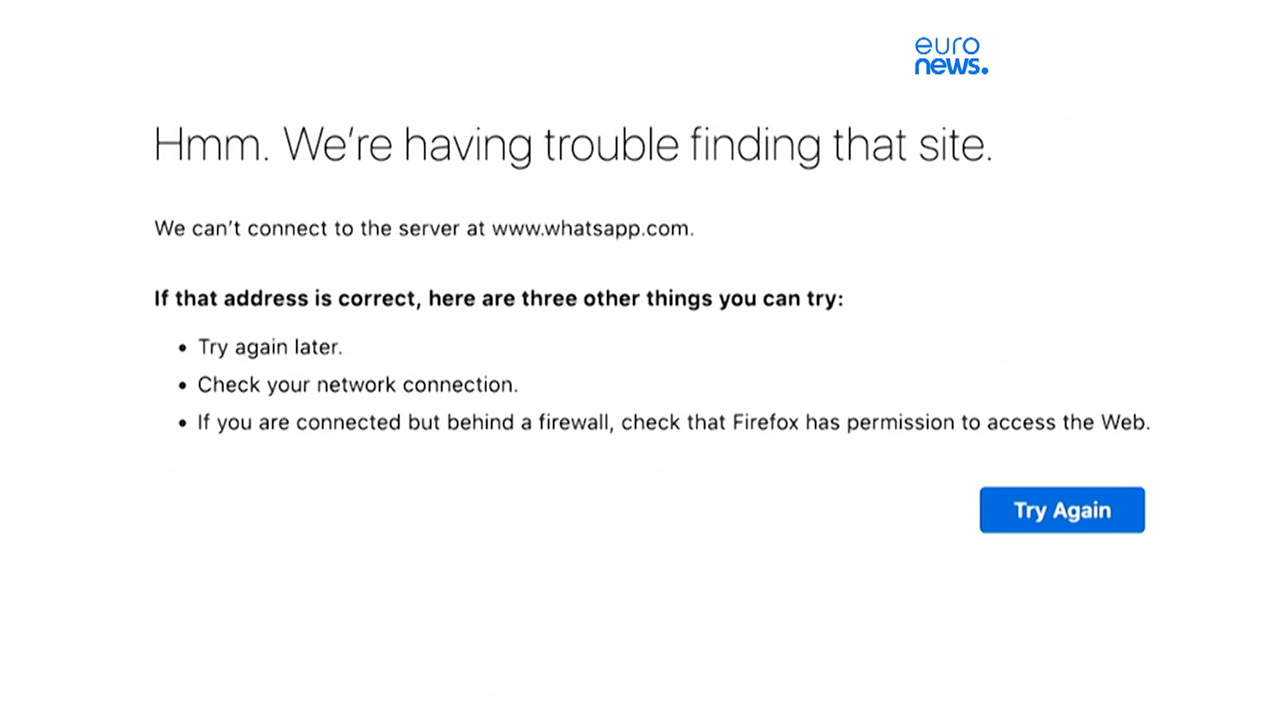 euro
news.
Hmm. We're having trouble finding that site.
We can't connect to the server at www.whatsapp.com.
If that address is correct, here are three other things you can try:
• Try again later.
• Check your network connection.
• If you are connected but behind a firewall, check that Firefox has permission to access the Web.
Try Again